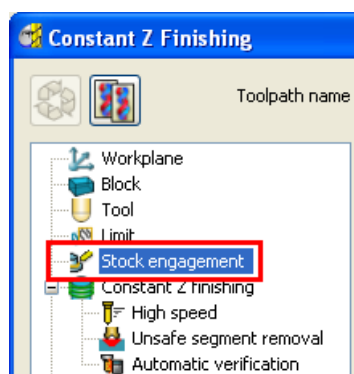 Constant Z Finishing
Toolpath name
Workplane
Block
Tool
Limit
Stock engagement
Constant Z finishing
High speed
Unsafe segment removal
Automatic verification